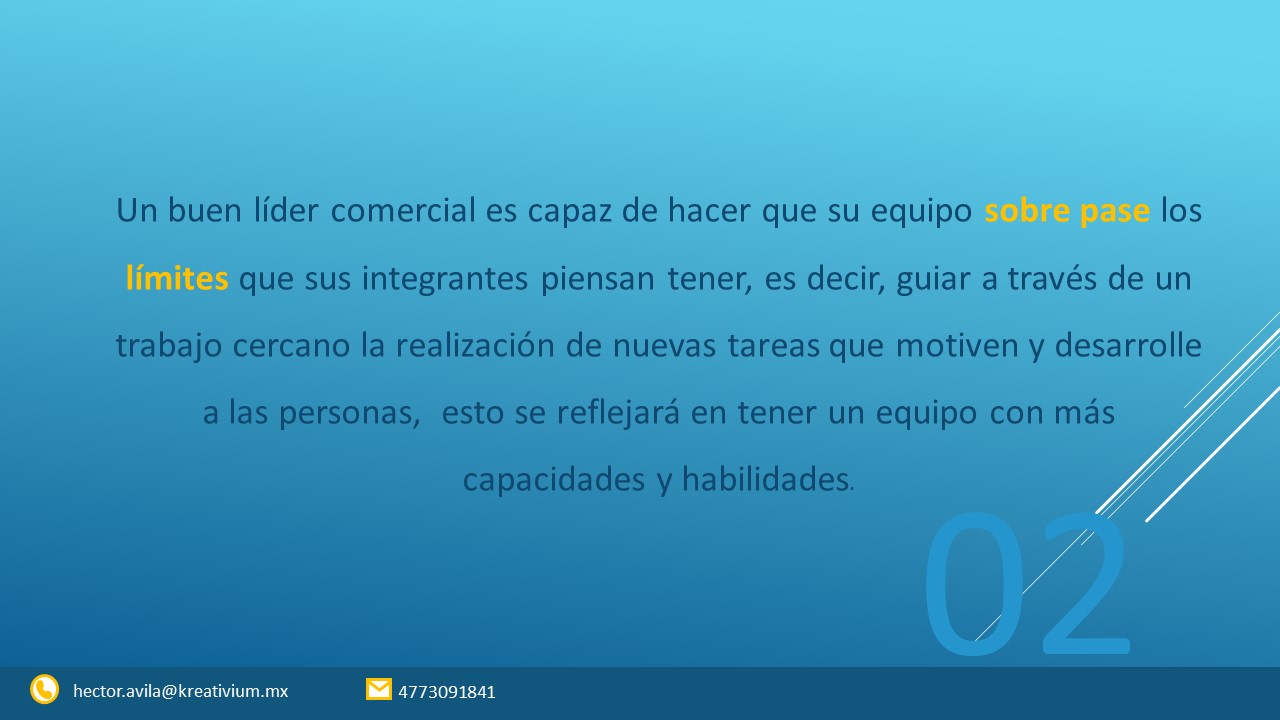 Un buen líder comercial es capaz de hacer que su equipo sobre pase los
límites que sus integrantes piensan tener, es decir, guiar a través de un
trabajo cercano la realización de nuevas tareas que motiven y desarrolle
a las personas,  esto se reflejará en tener un equipo con más
capacidades y habilidades.
02
hector.avila@kreativium.mx
4773091841